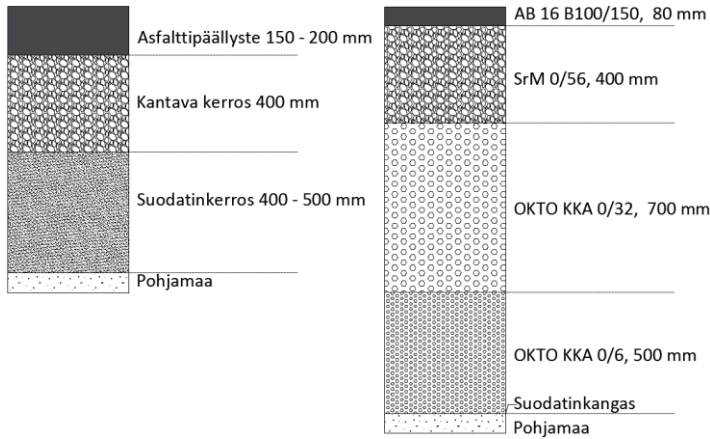 Asfalttipäällyste 150 - 200 mm
Kantava kerros 400 mm
Suodatinkerros 400 - 500 mm
Pohjamaa
AB 16 B100/150, 80 mm
SrM 0/56, 400 mm
OKTO KKA 0/32, 700 mm
OKTO KKA 0/6, 500 mm
Suodatinkangas
Pohjamaa